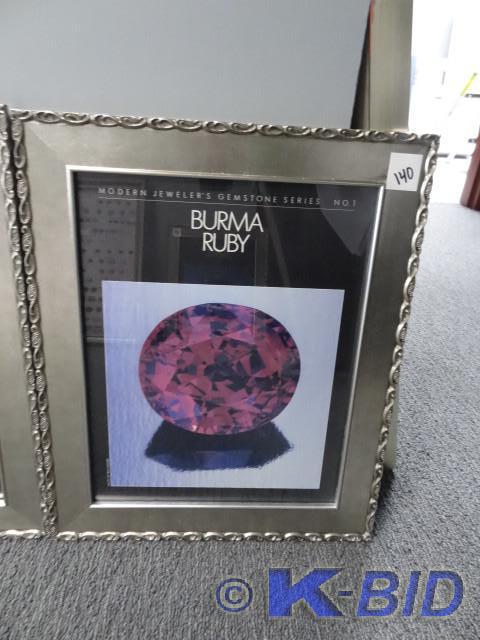 MODERN JEWELER'S GEMSTONE SERIES NO.1
140
BURMA
RUBY
© K-BID